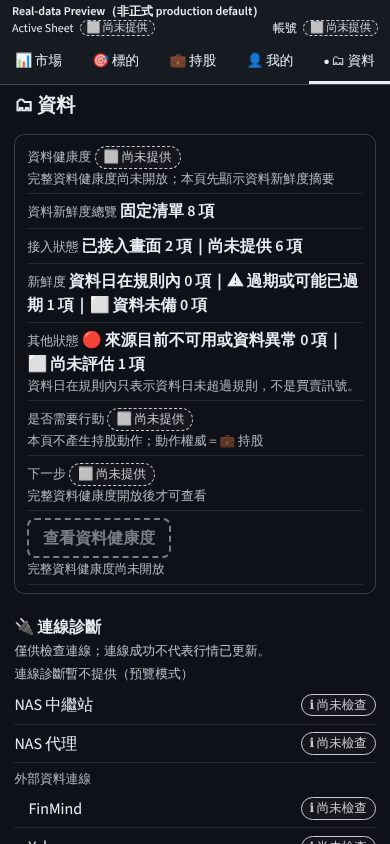 Real-data Preview（非正式 production default）
Active Sheet ⬜ 尚未提供 帳號 ⬜ 尚未提供
📊 市場 🎯 標的 💼 持股 👤 我的 • 🗂 資料
🗂 資料
資料健康度 ⬜ 尚未提供
完整資料健康度尚未開放；本頁先顯示資料新鮮度摘要
資料新鮮度總覽 固定清單 8 項
接入狀態 已接入畫面 2 項｜尚未提供 6 項
新鮮度 資料日在規則內 0 項｜⚠ 過期或可能已過
期 1 項｜⬜ 資料未備 0 項
其他狀態 🔴 來源目前不可用或資料異常 0 項｜
⬜ 尚未評估 1 項
資料日在規則內只表示資料日未超過規則，不是買賣訊號。
是否需要行動 ⬜ 尚未提供
本頁不產生持股動作；動作權威＝💼 持股
下一步 ⬜ 尚未提供
完整資料健康度開放後才可查看
查看資料健康度
完整資料健康度尚未開放
🔌 連線診斷
僅供檢查連線；連線成功不代表行情已更新。
連線診斷暫不提供（預覽模式）
NAS 中繼站 ℹ 尚未檢查
NAS 代理 ℹ 尚未檢查
外部資料連線
FinMind ℹ 尚未檢查